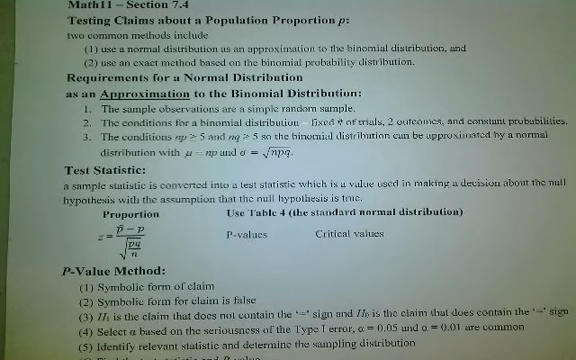 Math11 – Section 7.4
Testing Claims about a Population Proportion p:
two common methods include
(1) use a normal distribution as an approximation to the binomial distribution, and
(2) use an exact method based on the binomial probability distribution.
Requirements for a Normal Distribution
as an Approximation to the Binomial Distribution:
1. The sample observations are a simple random sample.
2. The conditions for a binomial distribution – fixed # of trials, 2 outcomes, and constant probabilities.
3. The conditions np ≥ 5 and nq ≥ 5 so the binomial distribution can be approximated by a normal
distribution with μ = np and σ = √npq.
Test Statistic:
a sample statistic is converted into a test statistic which is a value used in making a decision about the null
hypothesis with the assumption that the null hypothesis is true.
Proportion Use Table 4 (the standard normal distribution)
z = (p̂ – p) / √(pq/n) P-values Critical values
P-Value Method:
(1) Symbolic form of claim
(2) Symbolic form for claim is false
(3) H₁ is the claim that does not contain the '=' sign and H₀ is the claim that does contain the '=' sign
(4) Select α based on the seriousness of the Type I error, α = 0.05 and α = 0.01 are common
(5) Identify relevant statistic and determine the sampling distribution